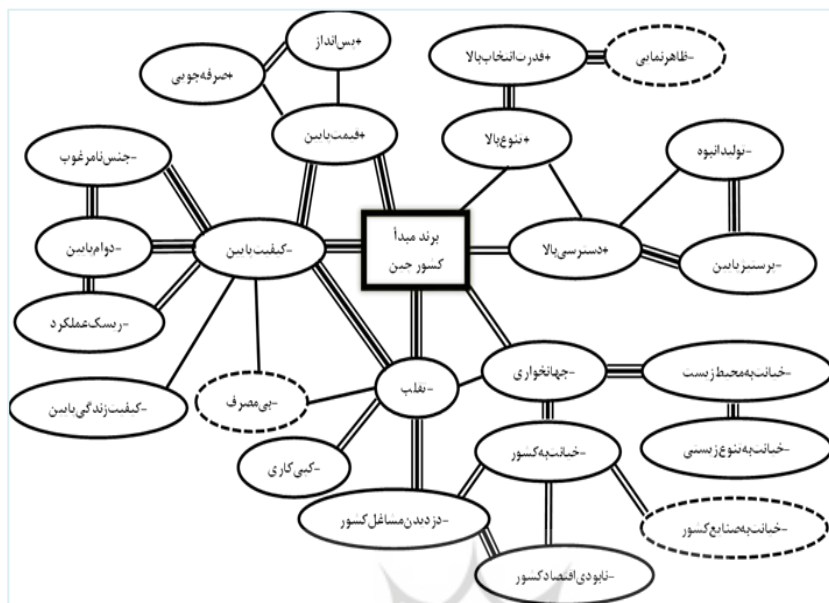 +پس‌انداز
+صرفه‌جویی
+قیمت‌پایین
+قدرت‌انتخاب‌بالا
-ظاهرنمایی
+تنوع‌بالا
-تولیدانبوه
-جنس‌نامرغوب
-دوام‌پایین
-کیفیت‌پایین
برند مبدأ
کشور چین
+دسترسی‌بالا
-پرستیژپایین
-ریسک‌عملکرد
-کیفیت‌زندگی‌پایین
-بی‌مصرف
-تقلب
-جهانخواری
-خیانت‌به‌محیط‌زیست
-خیانت‌به‌تنوع‌زیستی
-کپی‌کاری
-خیانت‌به‌کشور
-دزدیدن‌مشاغل‌کشور
-خیانت‌به‌صنایع‌کشور
-نابودی‌اقتصادکشور